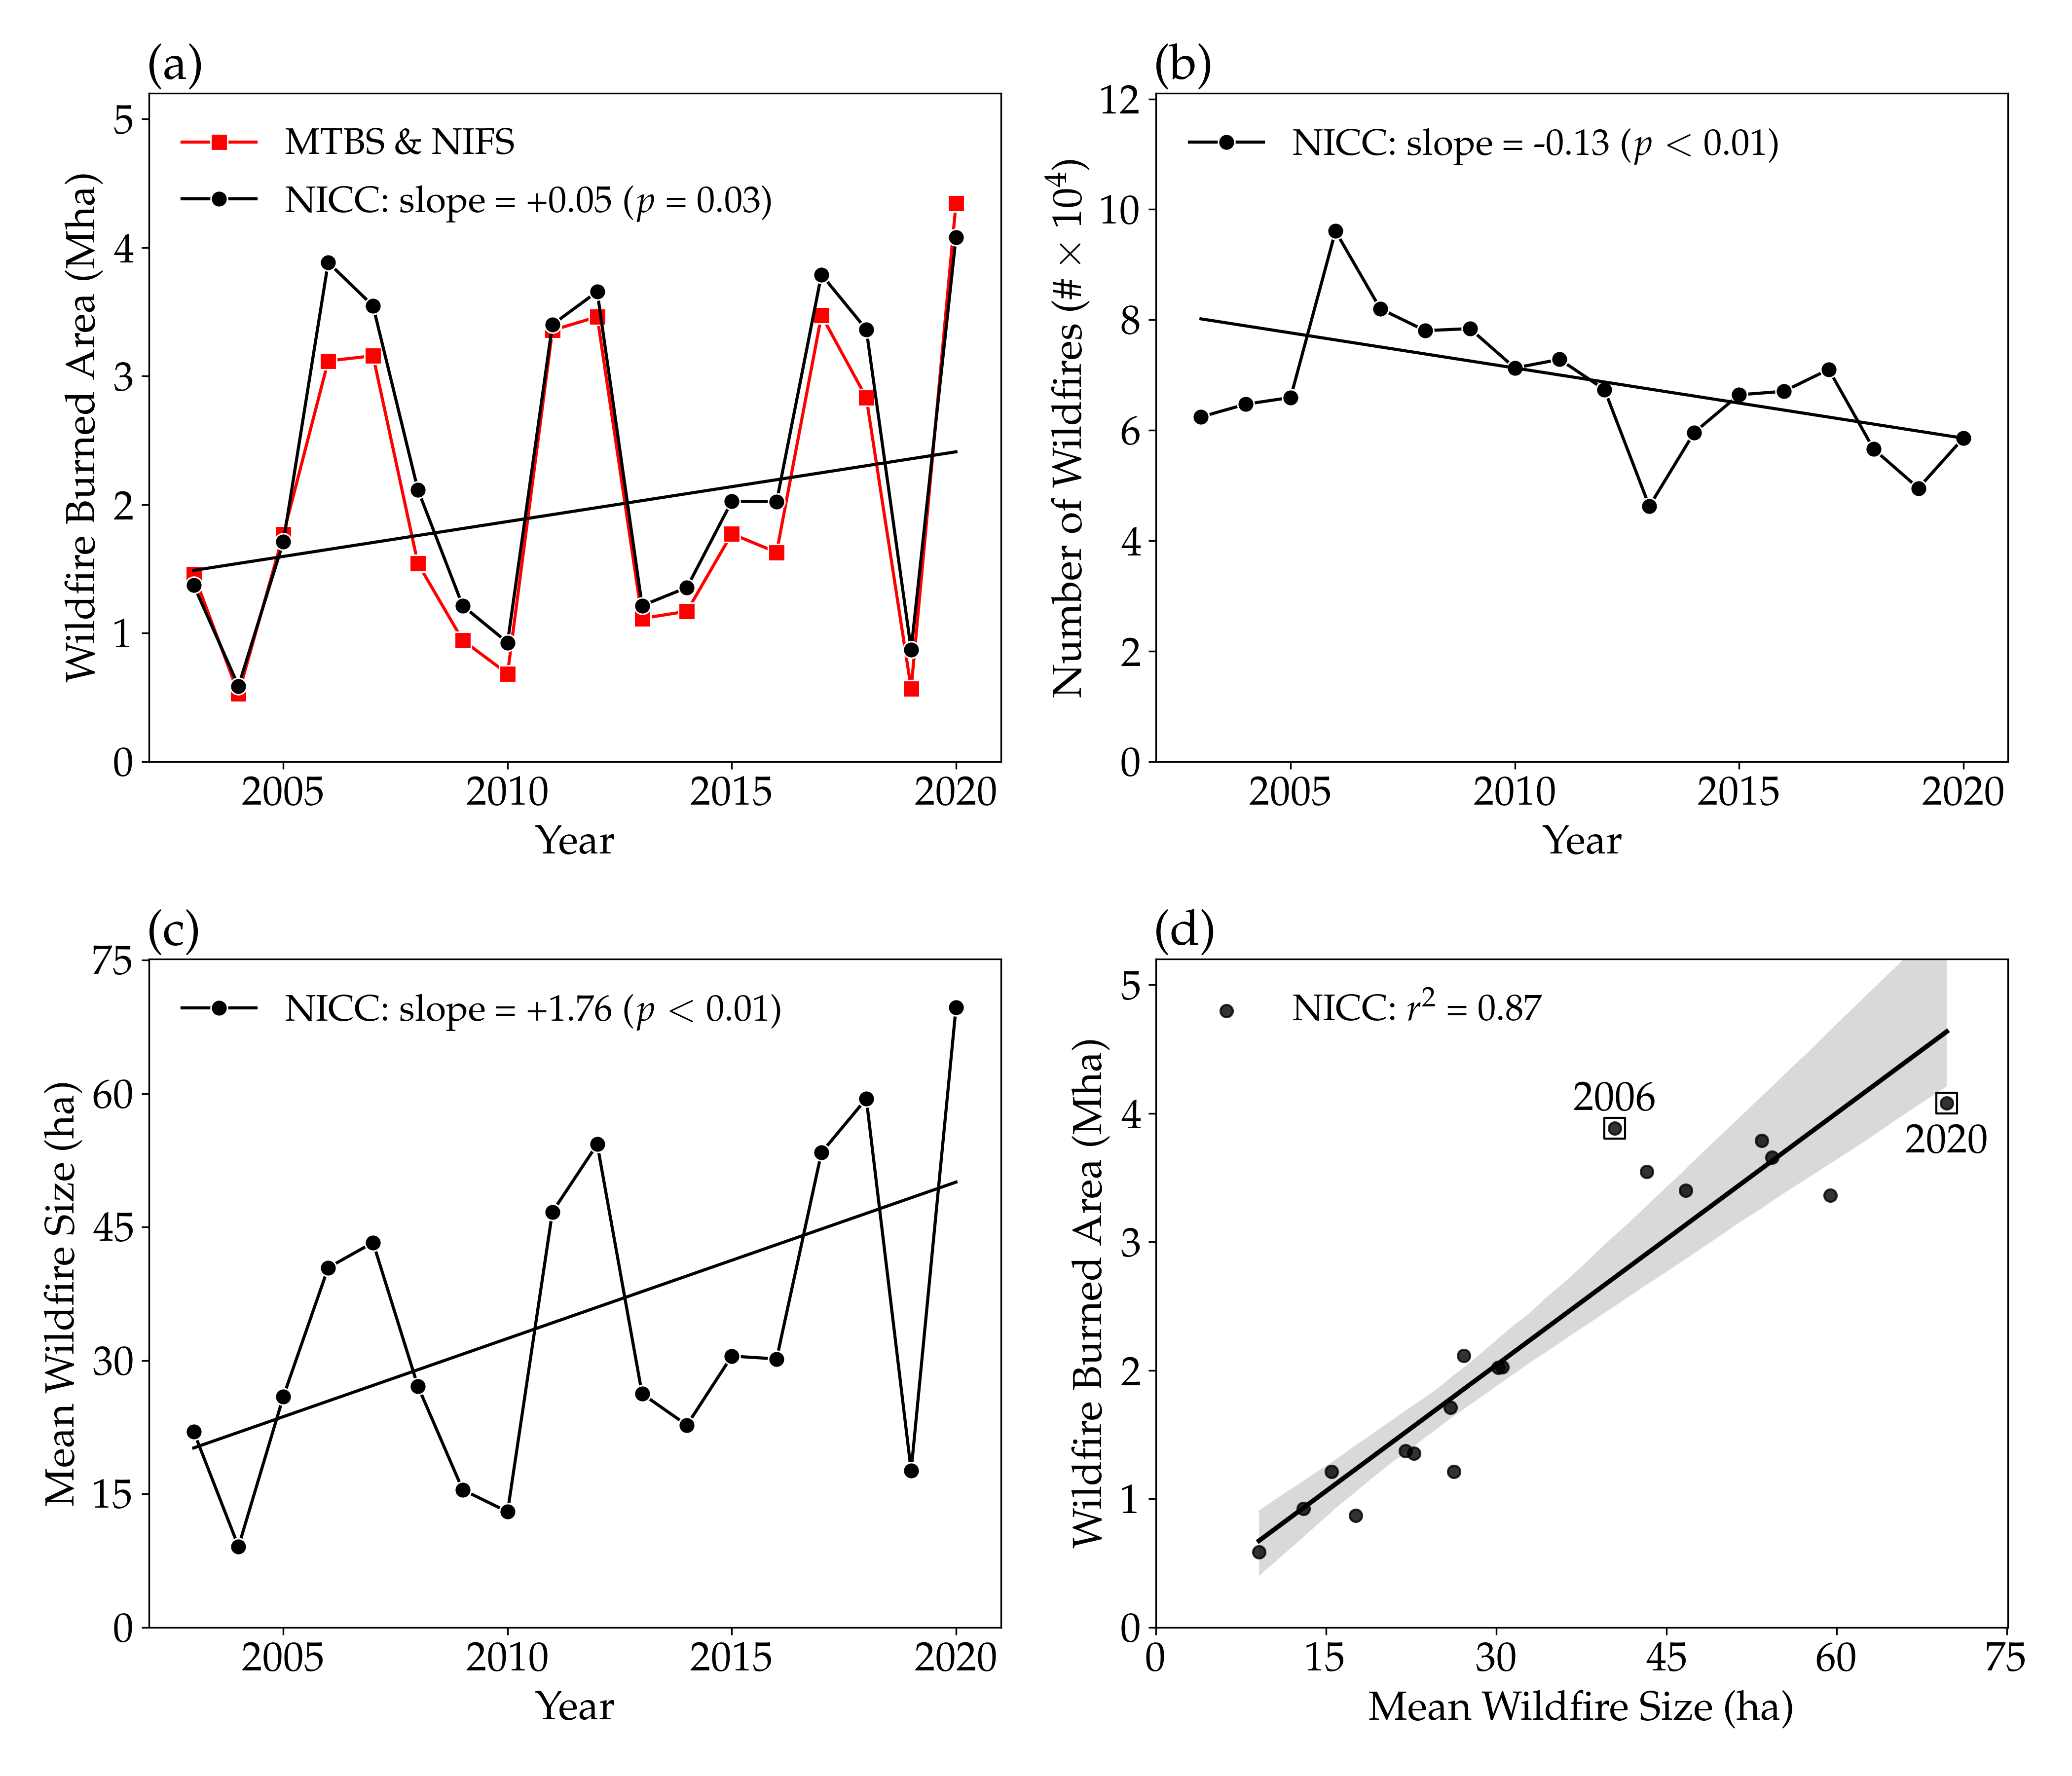 (a)
5
4
3
2
1
0
Wildfire Burned Area (Mha)
MTBS & NIFS
NICC: slope = +0.05 (p = 0.03)
2005 2010 2015 2020
Year
(b)
12
10
8
6
4
2
0
Number of Wildfires (# × 10⁴)
NICC: slope = -0.13 (p < 0.01)
2005 2010 2015 2020
Year
(c)
75
60
45
30
15
0
Mean Wildfire Size (ha)
NICC: slope = +1.76 (p < 0.01)
2005 2010 2015 2020
Year
(d)
5
4
3
2
1
0
Wildfire Burned Area (Mha)
NICC: r² = 0.87
2006
2020
0 15 30 45 60 75
Mean Wildfire Size (ha)